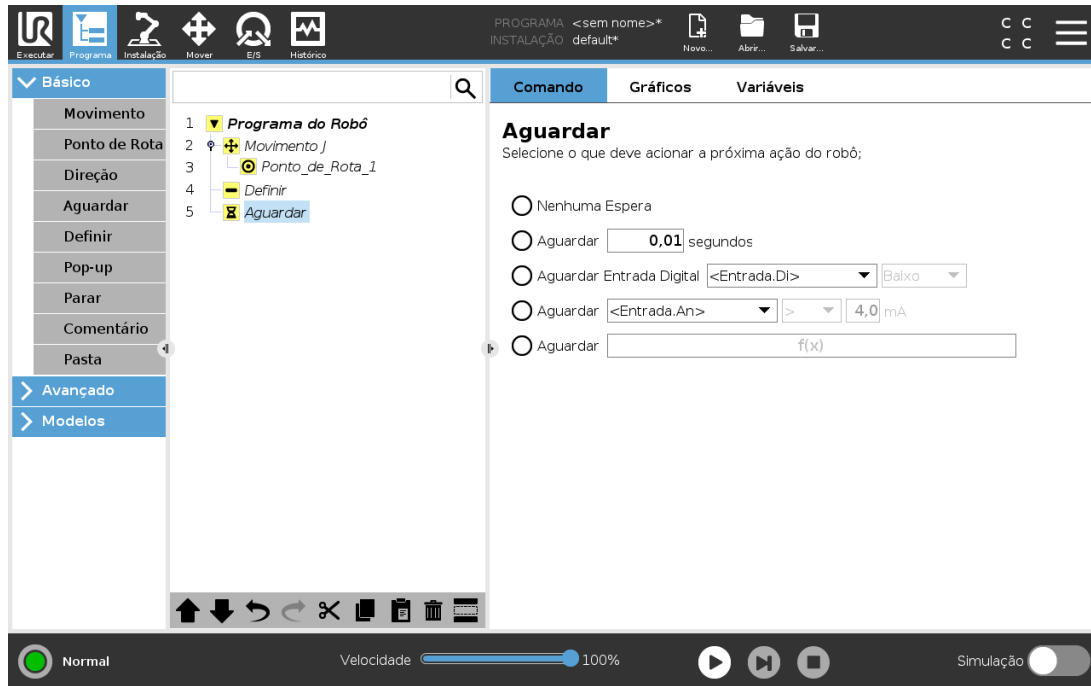 PROGRAMA <sem nome>*
INSTALAÇÃO default*
Executar Programa Instalação Mover E/S Histórico Novo... Abrir... Salvar...
C C
C C
Básico
Movimento
Ponto de Rota
Direção
Aguardar
Definir
Pop-up
Parar
Comentário
Pasta
Avançado
Modelos
1 Programa do Robô
2 Movimento J
3 Ponto_de_Rota_1
4 Definir
5 Aguardar
Comando Gráficos Variáveis
Aguardar
Selecione o que deve acionar a próxima ação do robô;
Nenhuma Espera
Aguardar 0,01 segundos
Aguardar Entrada Digital <Entrada.Di> Baixo
Aguardar <Entrada.An> > 4,0 mA
Aguardar f(x)
Normal Velocidade 100% Simulação